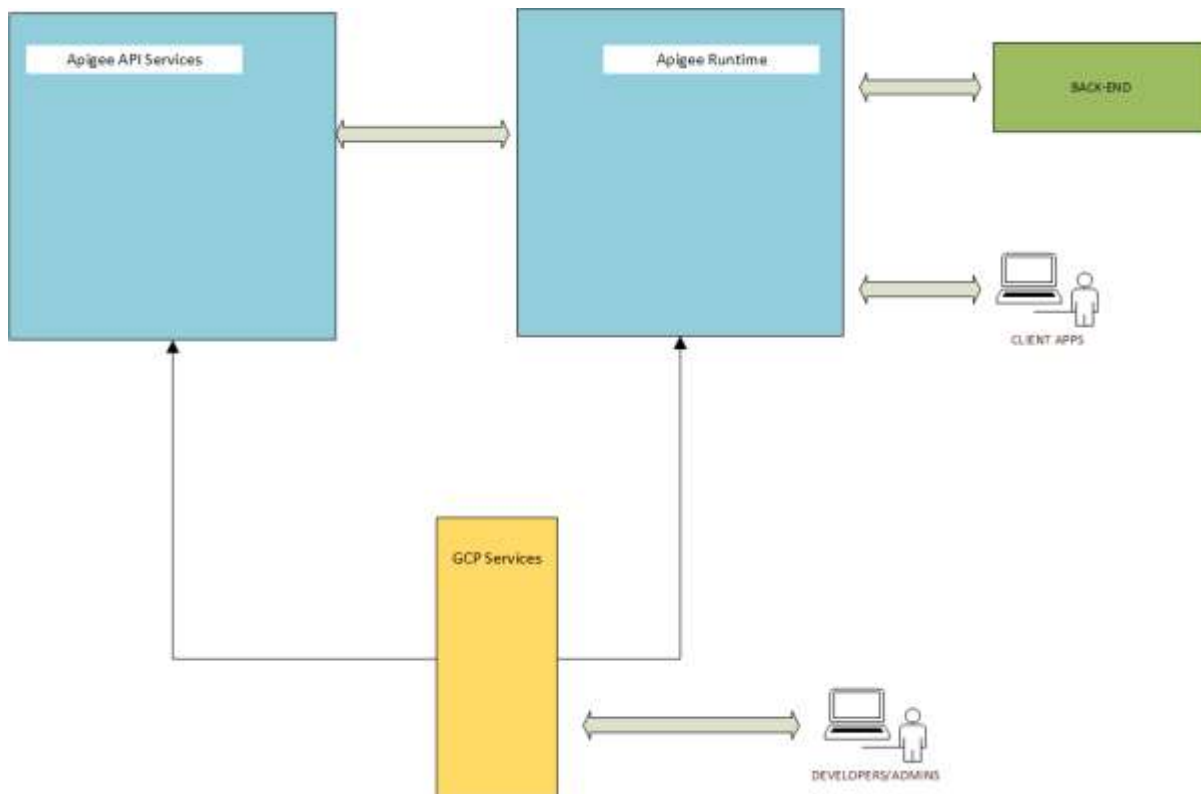 Apigee API Services
Apigee Runtime
BACK-END
CLIENT APPS
GCP Services
DEVELOPERS/ADMINS